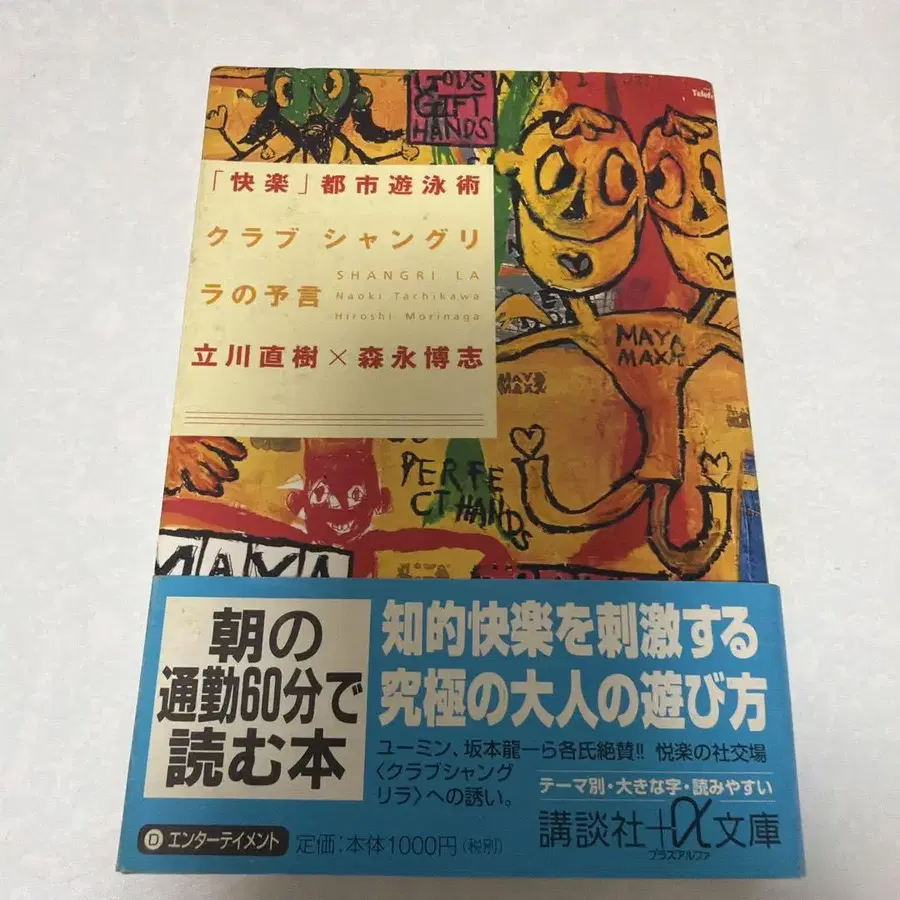 GODS
GIFT
HANDS
「快楽」都市遊泳術
クラブ シャングリ
ラの予言
SHANGRI LA
Naoki Tachikawa
Hiroshi Morinaga
立川直樹×森永博志
MAYA
MAXX
MAYA
MAXX
PERFE
CT HANDS
MAYA
朝の
通勤60分で
読む本
知的快楽を刺激する
究極の大人の遊び方
ユーミン、坂本龍一ら各氏絶賛!! 悦楽の社交場
〈クラブシャング
リラ〉への誘い。
テーマ別・大きな字・読みやすい
講談社+α文庫
プラスアルファ
D エンターテイメント
定価：本体1000円（税別）